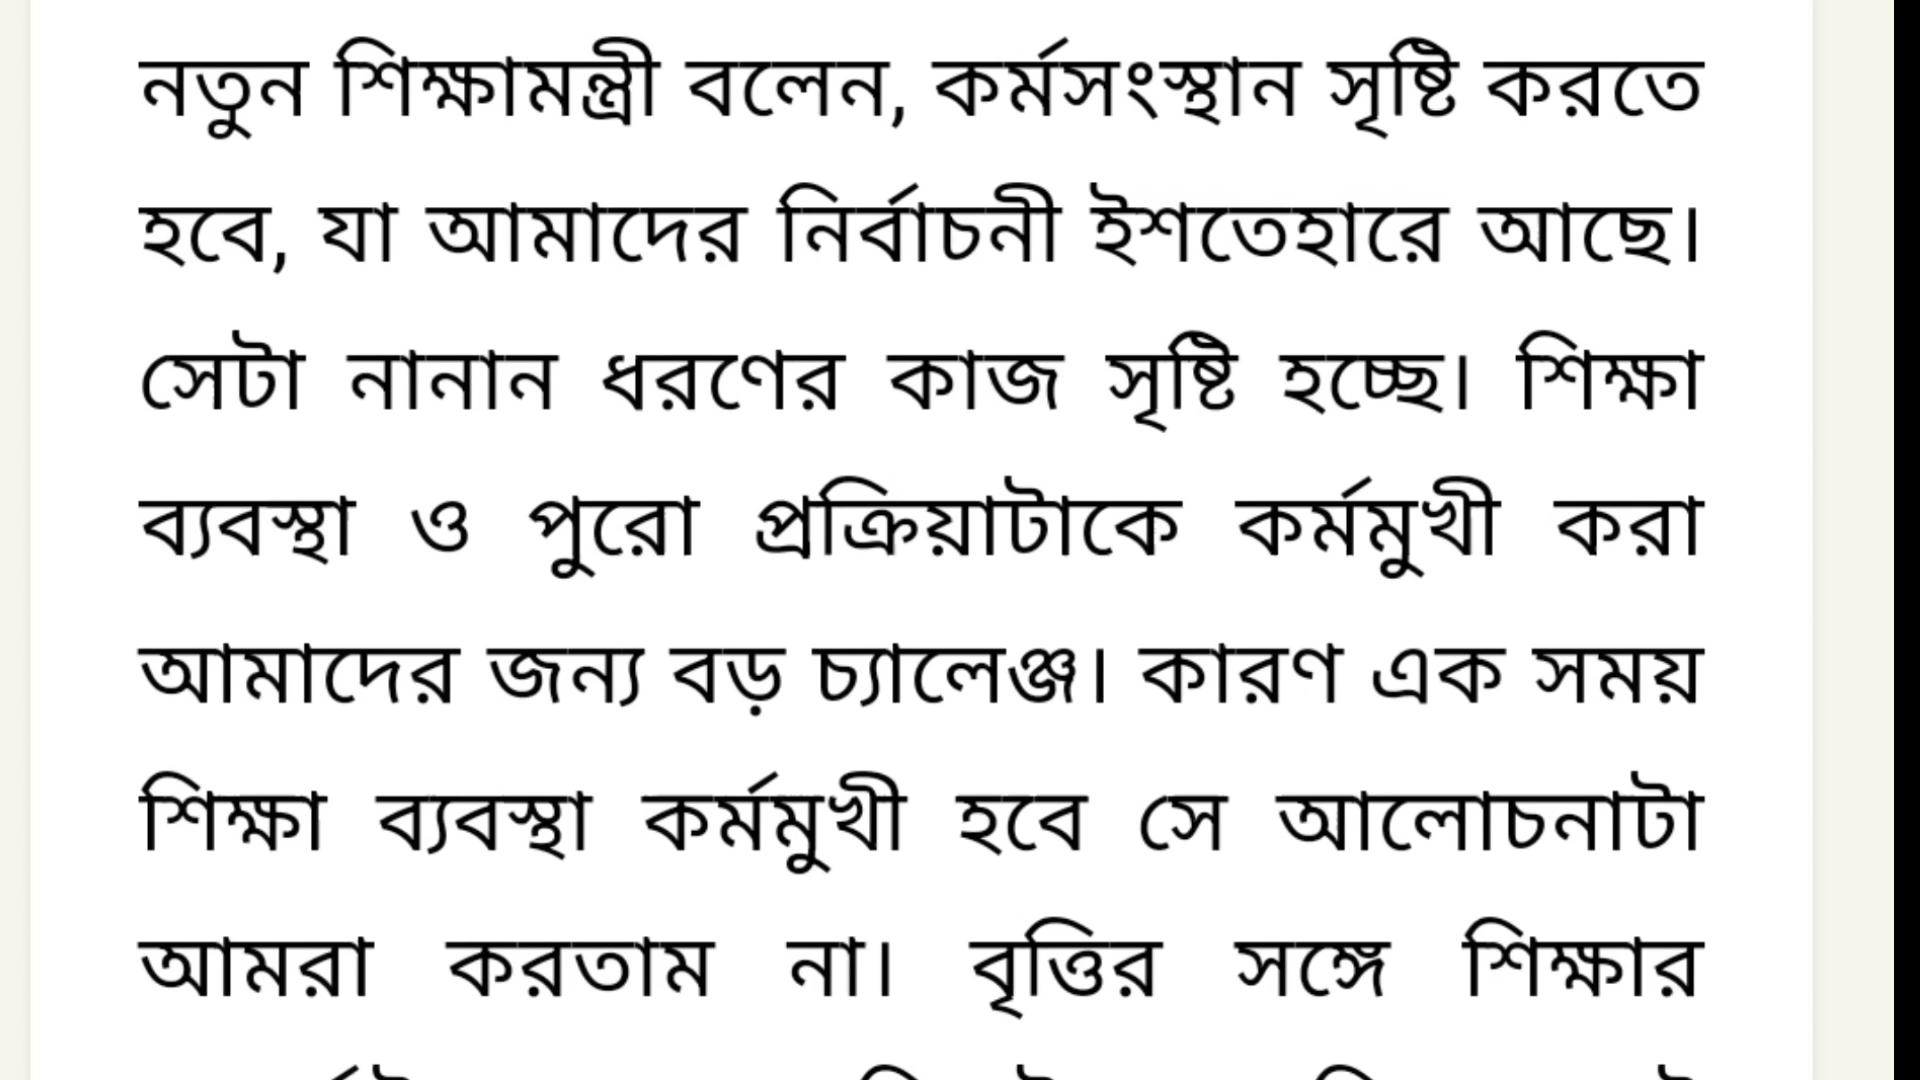 নতুন শিক্ষামন্ত্রী বলেন, কর্মসংস্থান সৃষ্টি করতে
হবে, যা আমাদের নির্বাচনী ইশতেহারে আছে।
সেটা নানান ধরণের কাজ সৃষ্টি হচ্ছে। শিক্ষা
ব্যবস্থা ও পুরো প্রক্রিয়াটাকে কর্মমুখী করা
আমাদের জন্য বড় চ্যালেঞ্জ। কারণ এক সময়
শিক্ষা ব্যবস্থা কর্মমুখী হবে সে আলোচনাটা
আমরা করতাম না। বৃত্তির সঙ্গে শিক্ষার